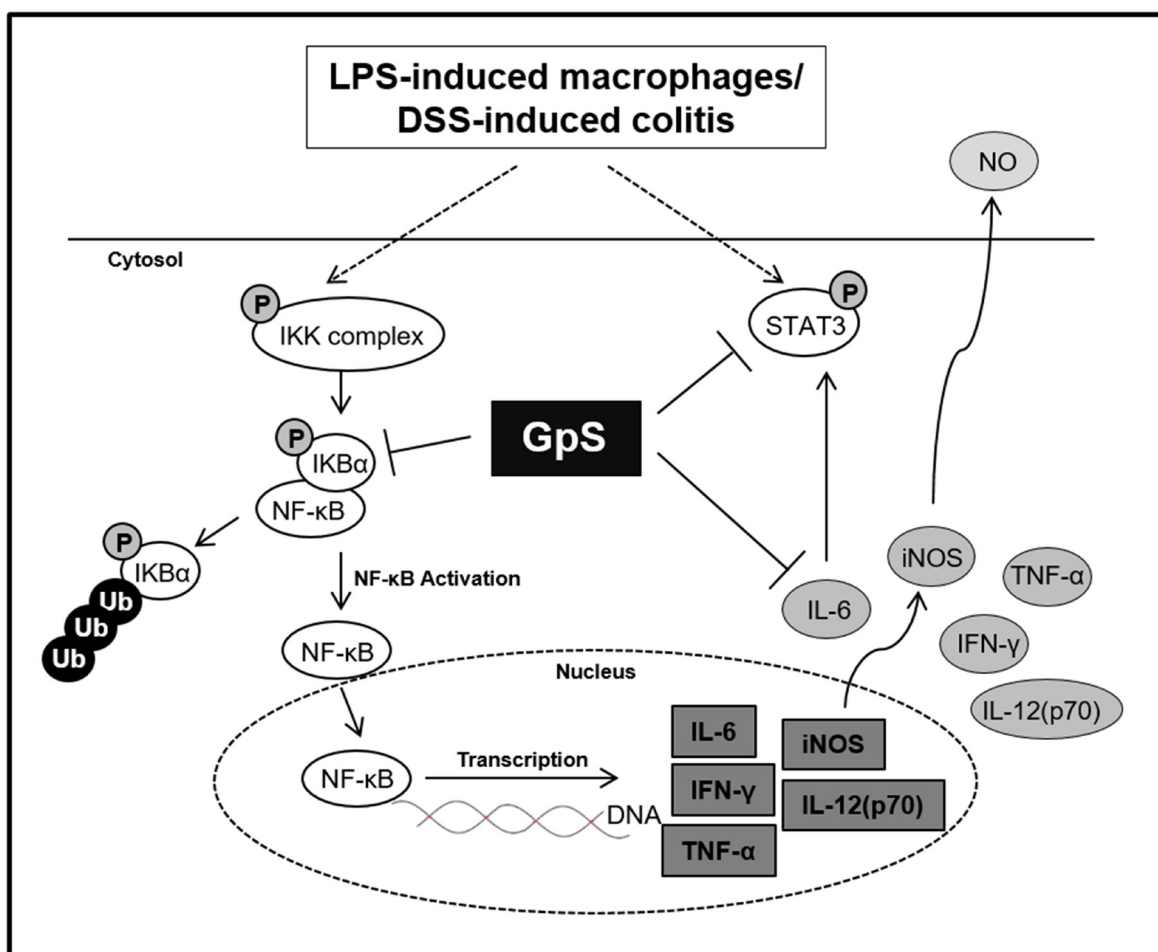 LPS-induced macrophages/
DSS-induced colitis
NO
Cytosol
P
IKK complex
P
STAT3
GpS
P
IKBα
NF-κB
P
IKBα
Ub
Ub
Ub
NF-κB Activation
iNOS
TNF-α
IL-6
IFN-γ
IL-12(p70)
NF-κB
Nucleus
IL-6
iNOS
NF-κB
Transcription
IFN-γ
IL-12(p70)
DNA
TNF-α